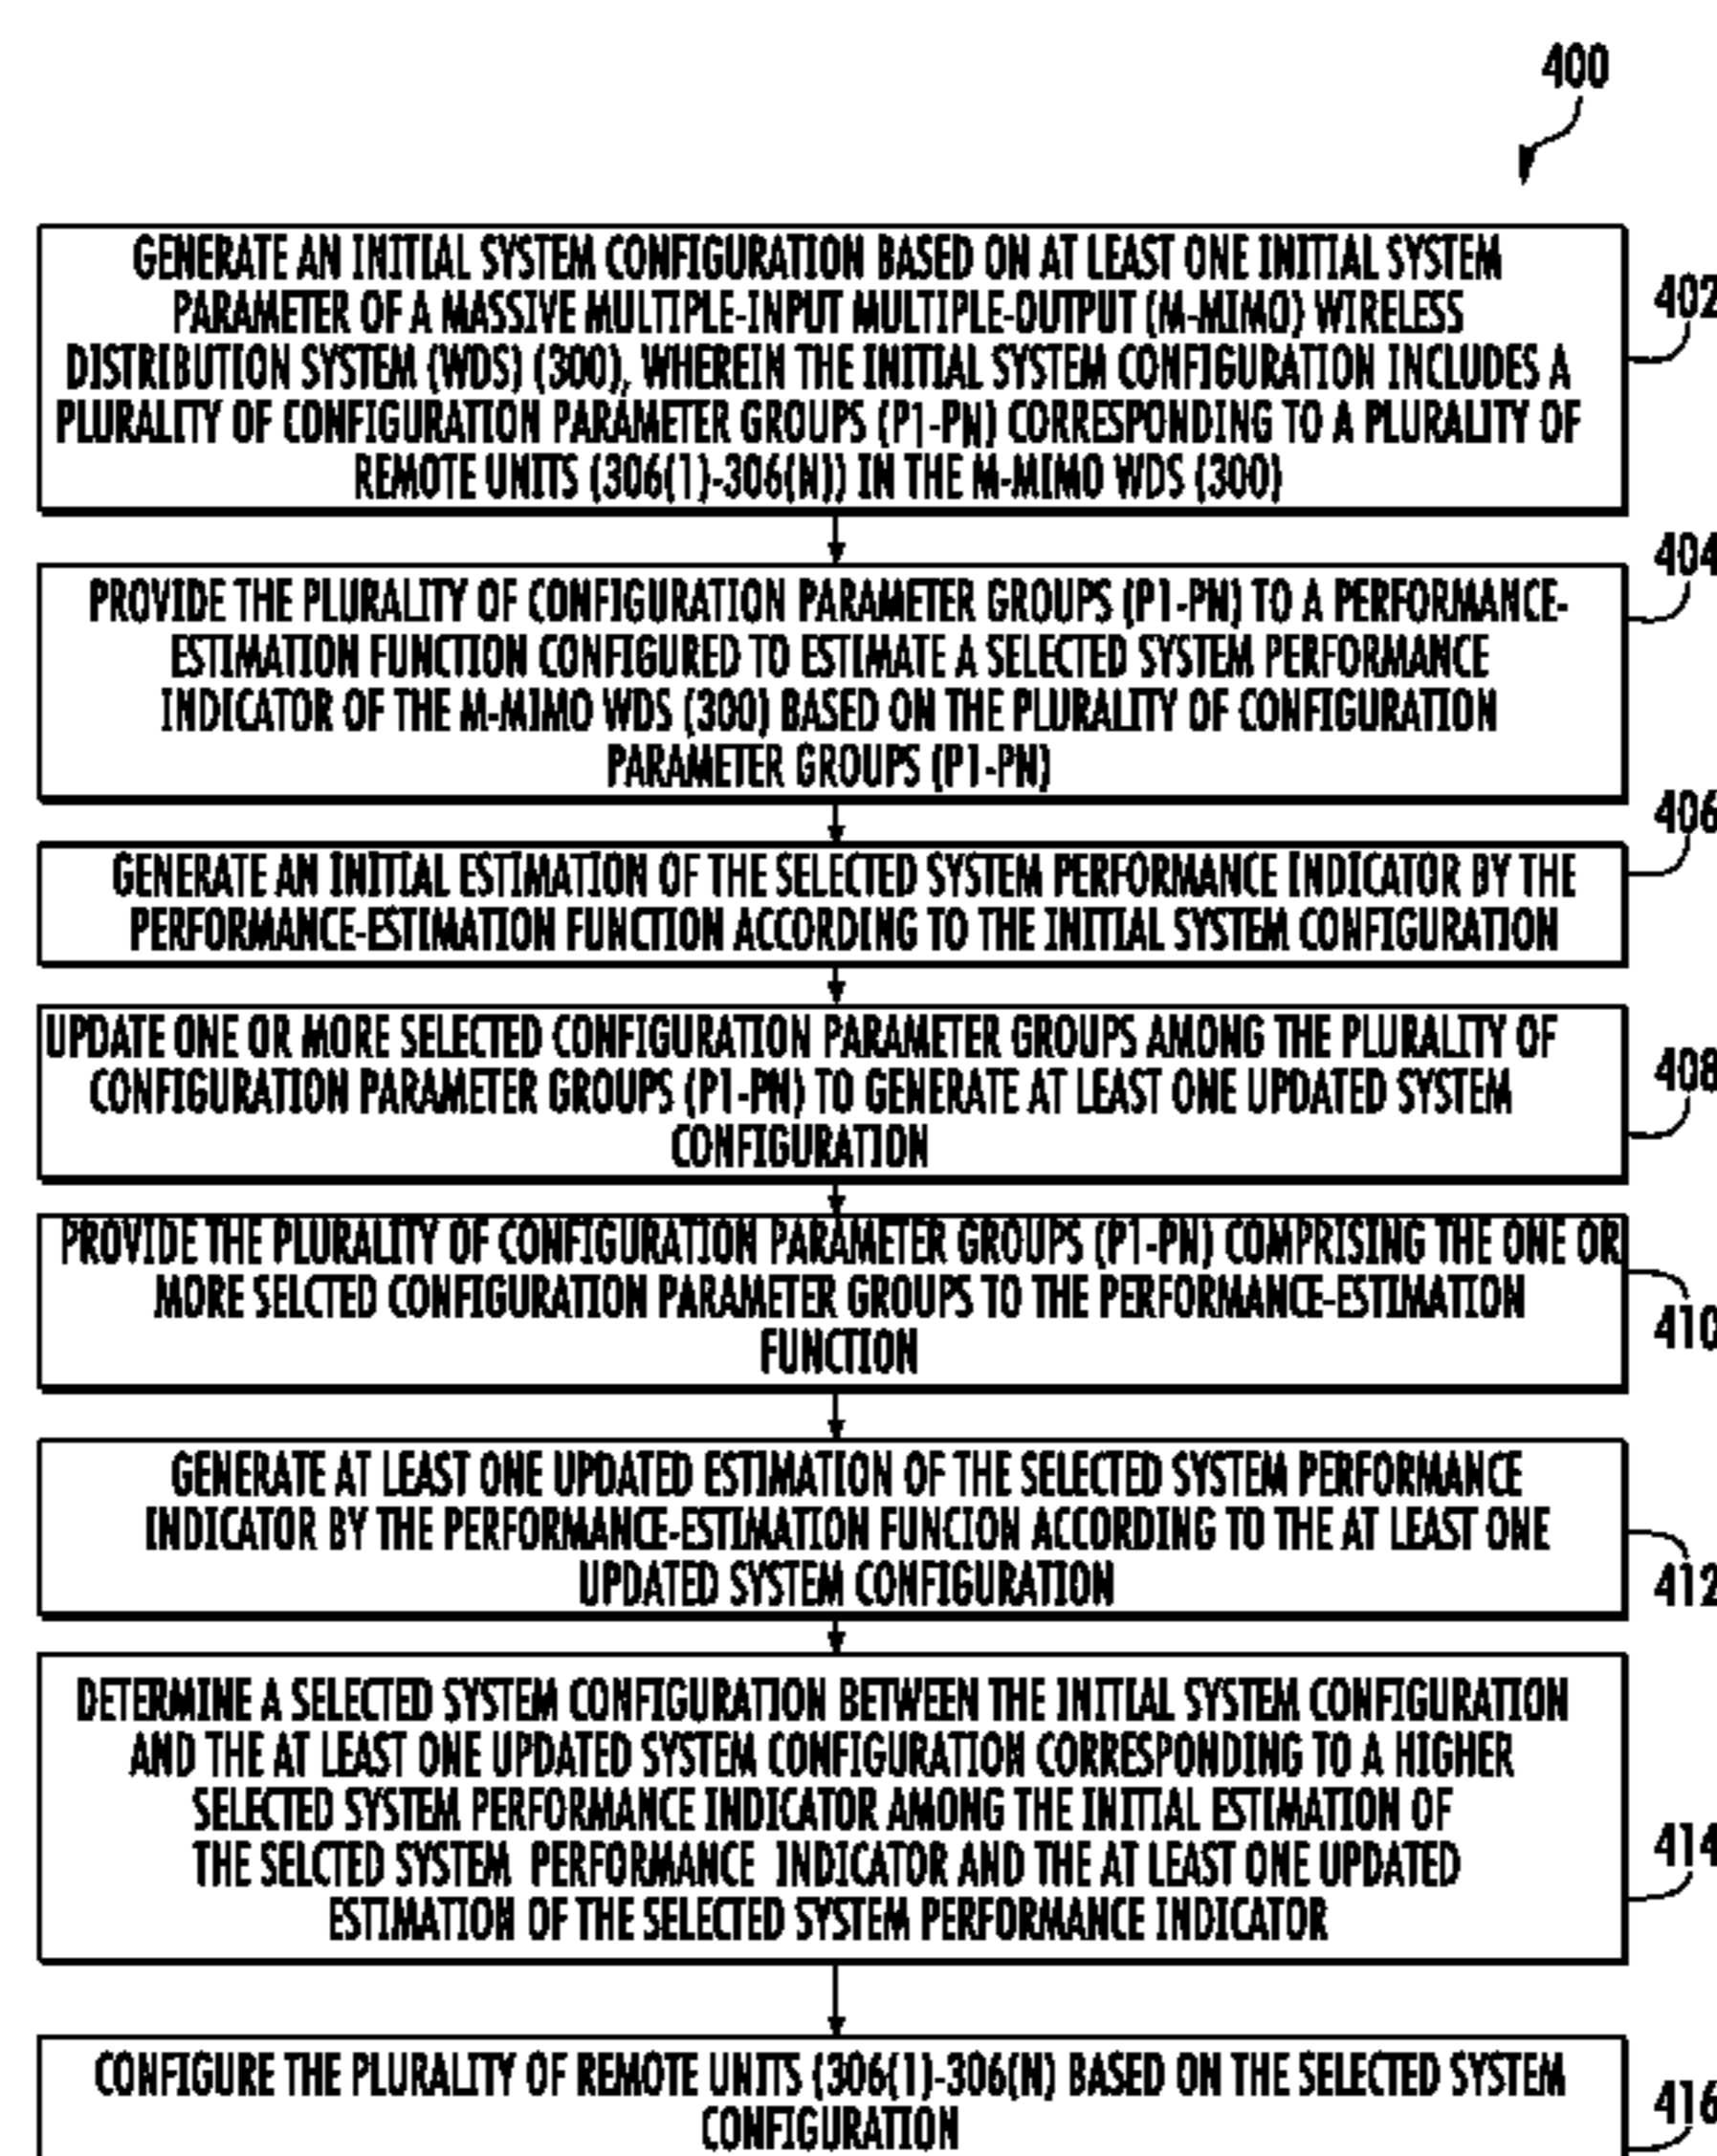 400
GENERATE AN INITIAL SYSTEM CONFIGURATION BASED ON AT LEAST ONE INITIAL SYSTEM
PARAMETER OF A MASSIVE MULTIPLE-INPUT MULTIPLE-OUTPUT (M-MIMO) WIRELESS
DISTRIBUTION SYSTEM (WDS) (300), WHEREIN THE INITIAL SYSTEM CONFIGURATION INCLUDES A
PLURALITY OF CONFIGURATION PARAMETER GROUPS (P1-PN) CORRESPONDING TO A PLURALITY OF
REMOTE UNITS (306(1)-306(N)) IN THE M-MIMO WDS (300)
402
PROVIDE THE PLURALITY OF CONFIGURATION PARAMETER GROUPS (P1-PN) TO A PERFORMANCE-
ESTIMATION FUNCTION CONFIGURED TO ESTIMATE A SELECTED SYSTEM PERFORMANCE
INDICATOR OF THE M-MIMO WDS (300) BASED ON THE PLURALITY OF CONFIGURATION
PARAMETER GROUPS (P1-PN)
404
GENERATE AN INITIAL ESTIMATION OF THE SELECTED SYSTEM PERFORMANCE INDICATOR BY THE
PERFORMANCE-ESTIMATION FUNCTION ACCORDING TO THE INITIAL SYSTEM CONFIGURATION
406
UPDATE ONE OR MORE SELECTED CONFIGURATION PARAMETER GROUPS AMONG THE PLURALITY OF
CONFIGURATION PARAMETER GROUPS (P1-PN) TO GENERATE AT LEAST ONE UPDATED SYSTEM
CONFIGURATION
408
PROVIDE THE PLURALITY OF CONFIGURATION PARAMETER GROUPS (P1-PN) COMPRISING THE ONE OR
MORE SELCTED CONFIGURATION PARAMETER GROUPS TO THE PERFORMANCE-ESTIMATION
FUNCTION
410
GENERATE AT LEAST ONE UPDATED ESTIMATION OF THE SELECTED SYSTEM PERFORMANCE
INDICATOR BY THE PERFORMANCE-ESTIMATION FUNCION ACCORDING TO THE AT LEAST ONE
UPDATED SYSTEM CONFIGURATION
412
DETERMINE A SELECTED SYSTEM CONFIGURATION BETWEEN THE INITIAL SYSTEM CONFIGURATION
AND THE AT LEAST ONE UPDATED SYSTEM CONFIGURATION CORRESPONDING TO A HIGHER
SELECTED SYSTEM PERFORMANCE INDICATOR AMONG THE INITIAL ESTIMATION OF
THE SELCTED SYSTEM PERFORMANCE INDICATOR AND THE AT LEAST ONE UPDATED
ESTIMATION OF THE SELECTED SYSTEM PERFORMANCE INDICATOR
414
CONFIGURE THE PLURALITY OF REMOTE UNITS (306(1)-306(N) BASED ON THE SELECTED SYSTEM
CONFIGURATION
416